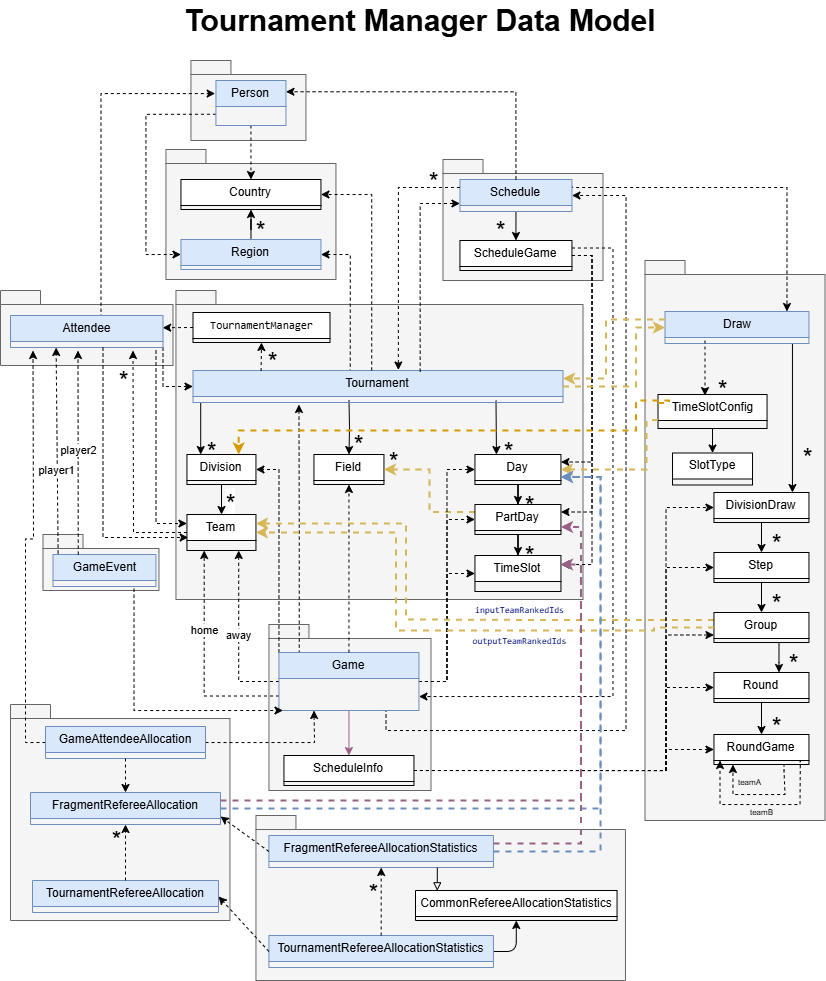 Tournament Manager Data Model
Person
Country
*
Region
*
Schedule
*
ScheduleGame
Attendee
TournamentManager
*
Draw
Tournament
*
*
TimeSlotConfig
*
*
*
*
Division
Field
Day
SlotType
*
player2
player1
*
Team
*
PartDay
DivisionDraw
*
*
TimeSlot
Step
GameEvent
*
inputTeamRankedIds
Group
home
away
outputTeamRankedIds
*
Game
Round
*
GameAttendeeAllocation
RoundGame
ScheduleInfo
teamA
teamB
FragmentRefereeAllocation
*
FragmentRefereeAllocationStatistics
*
TournamentRefereeAllocation
CommonRefereeAllocationStatistics
TournamentRefereeAllocationStatistics